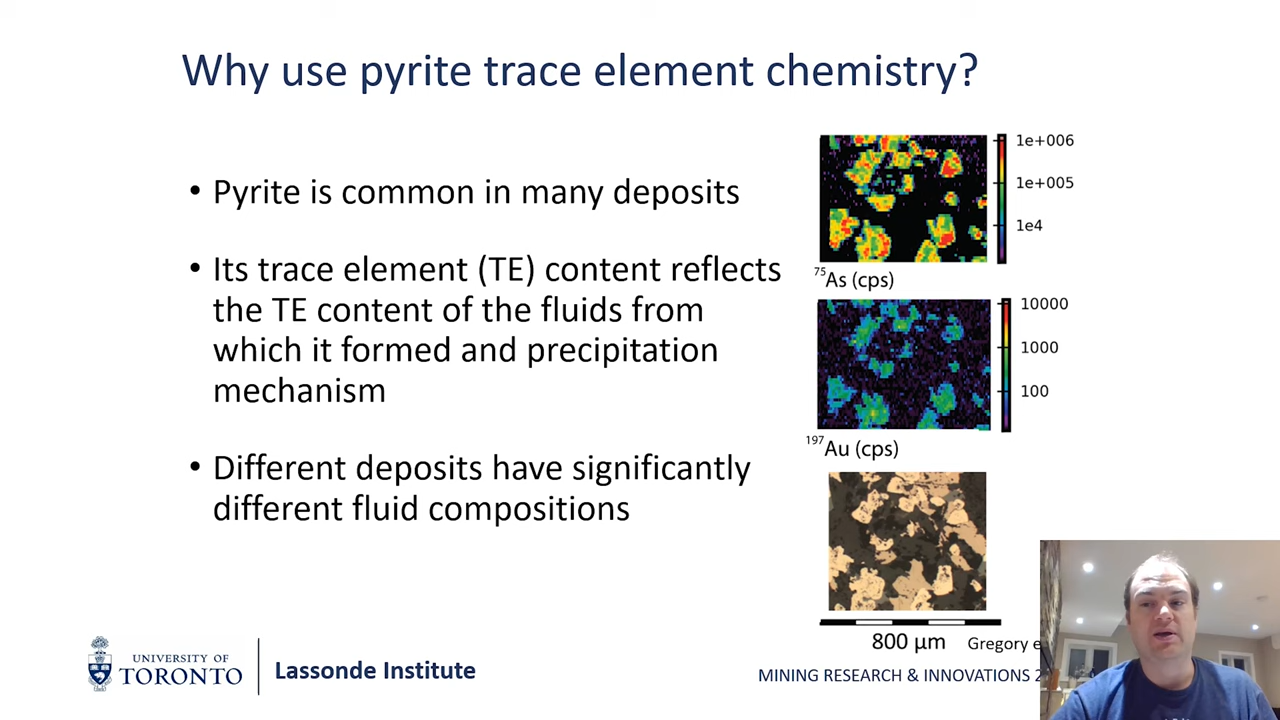 Why use pyrite trace element chemistry?
• Pyrite is common in many deposits
• Its trace element (TE) content reflects
the TE content of the fluids from
which it formed and precipitation
mechanism
• Different deposits have significantly
different fluid compositions
1e+006
1e+005
1e4
75As (cps)
10000
1000
100
197Au (cps)
800 µm
Gregory
UNIVERSITY OF
TORONTO
Lassonde Institute
MINING RESEARCH & INNOVATIONS